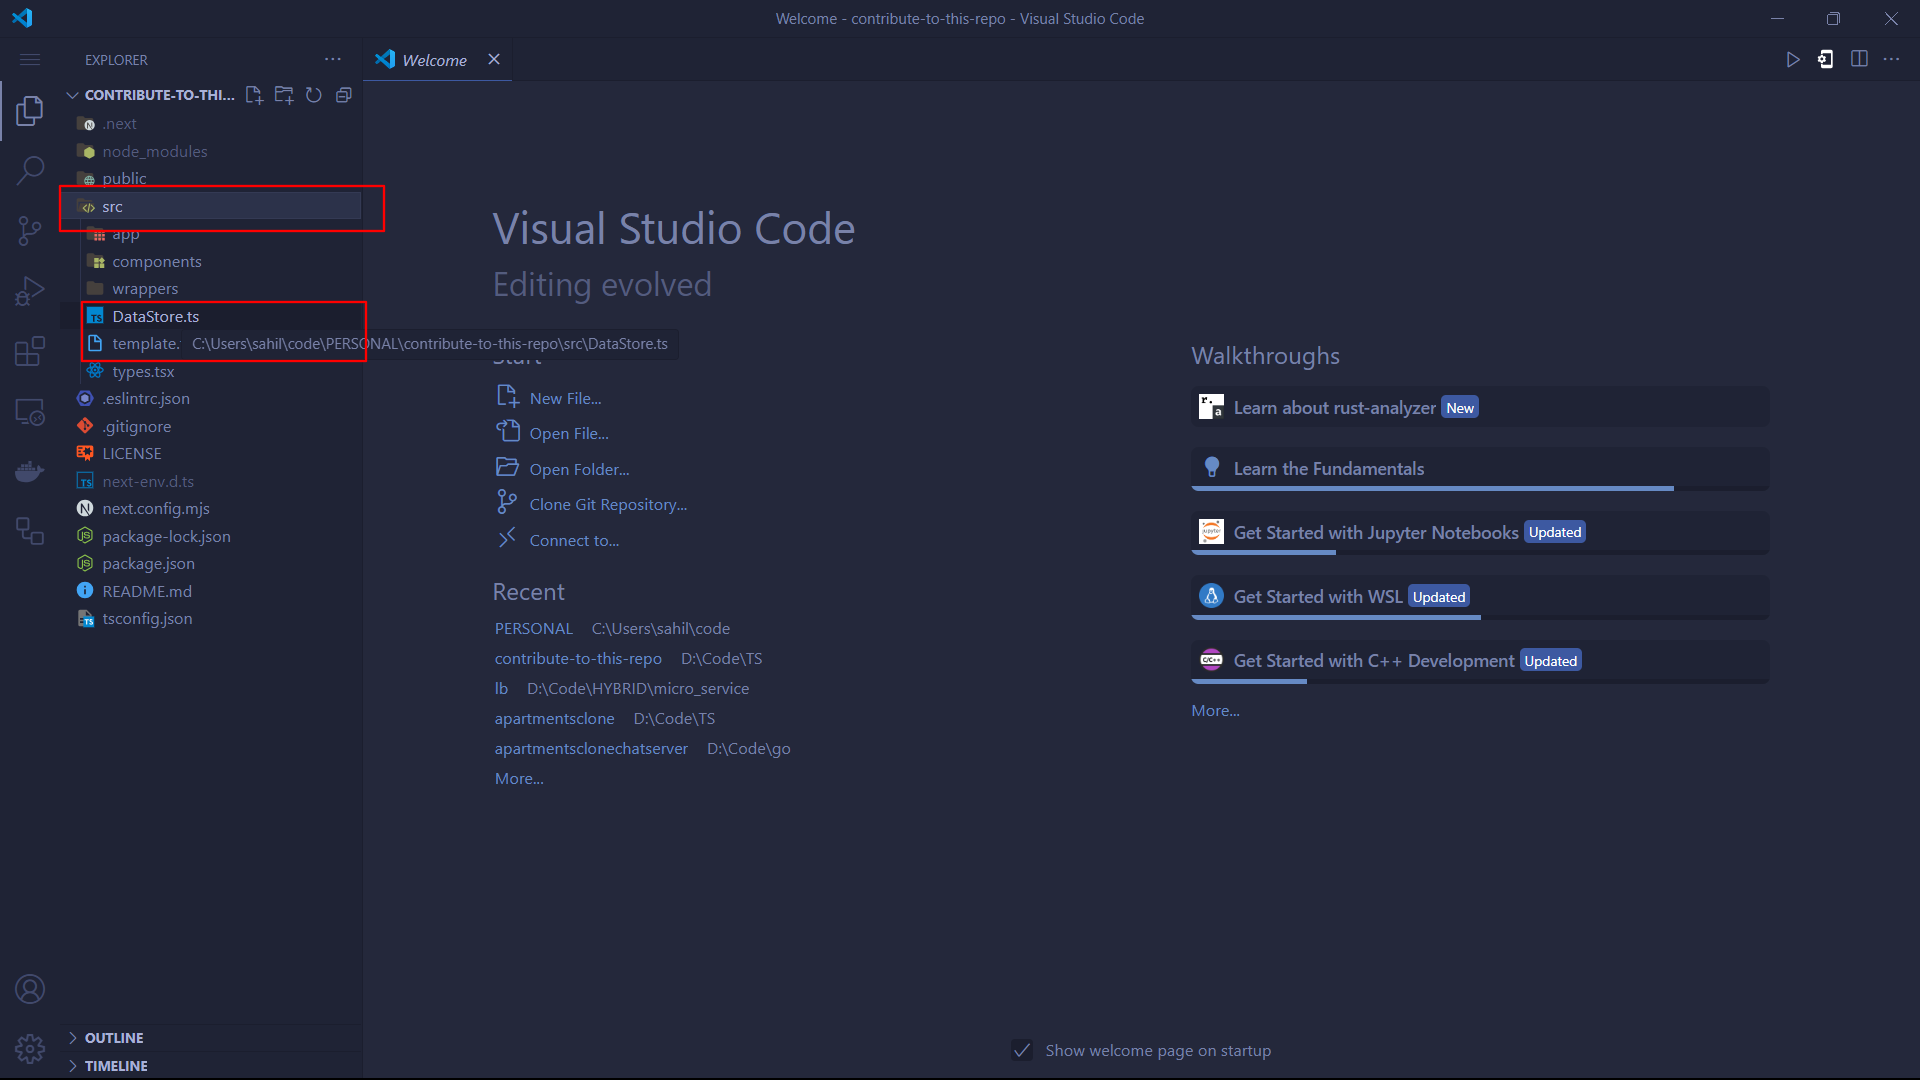 Welcome - contribute-to-this-repo - Visual Studio Code
EXPLORER
Welcome
CONTRIBUTE-TO-THI...
.next
node_modules
public
src
app
components
wrappers
DataStore.ts
template.
C:\Users\sahil\code\PERSONAL\contribute-to-this-repo\src\DataStore.ts
types.tsx
.eslintrc.json
.gitignore
LICENSE
next-env.d.ts
next.config.mjs
package-lock.json
package.json
README.md
tsconfig.json
OUTLINE
TIMELINE
Visual Studio Code
Editing evolved
Start
New File...
Open File...
Open Folder...
Clone Git Repository...
Connect to...
Recent
PERSONAL C:\Users\sahil\code
contribute-to-this-repo D:\Code\TS
lb D:\Code\HYBRID\micro_service
apartmentsclone D:\Code\TS
apartmentsclonechatserver D:\Code\go
More...
Walkthroughs
Learn about rust-analyzer New
Learn the Fundamentals
Get Started with Jupyter Notebooks Updated
Get Started with WSL Updated
Get Started with C++ Development Updated
More...
Show welcome page on startup